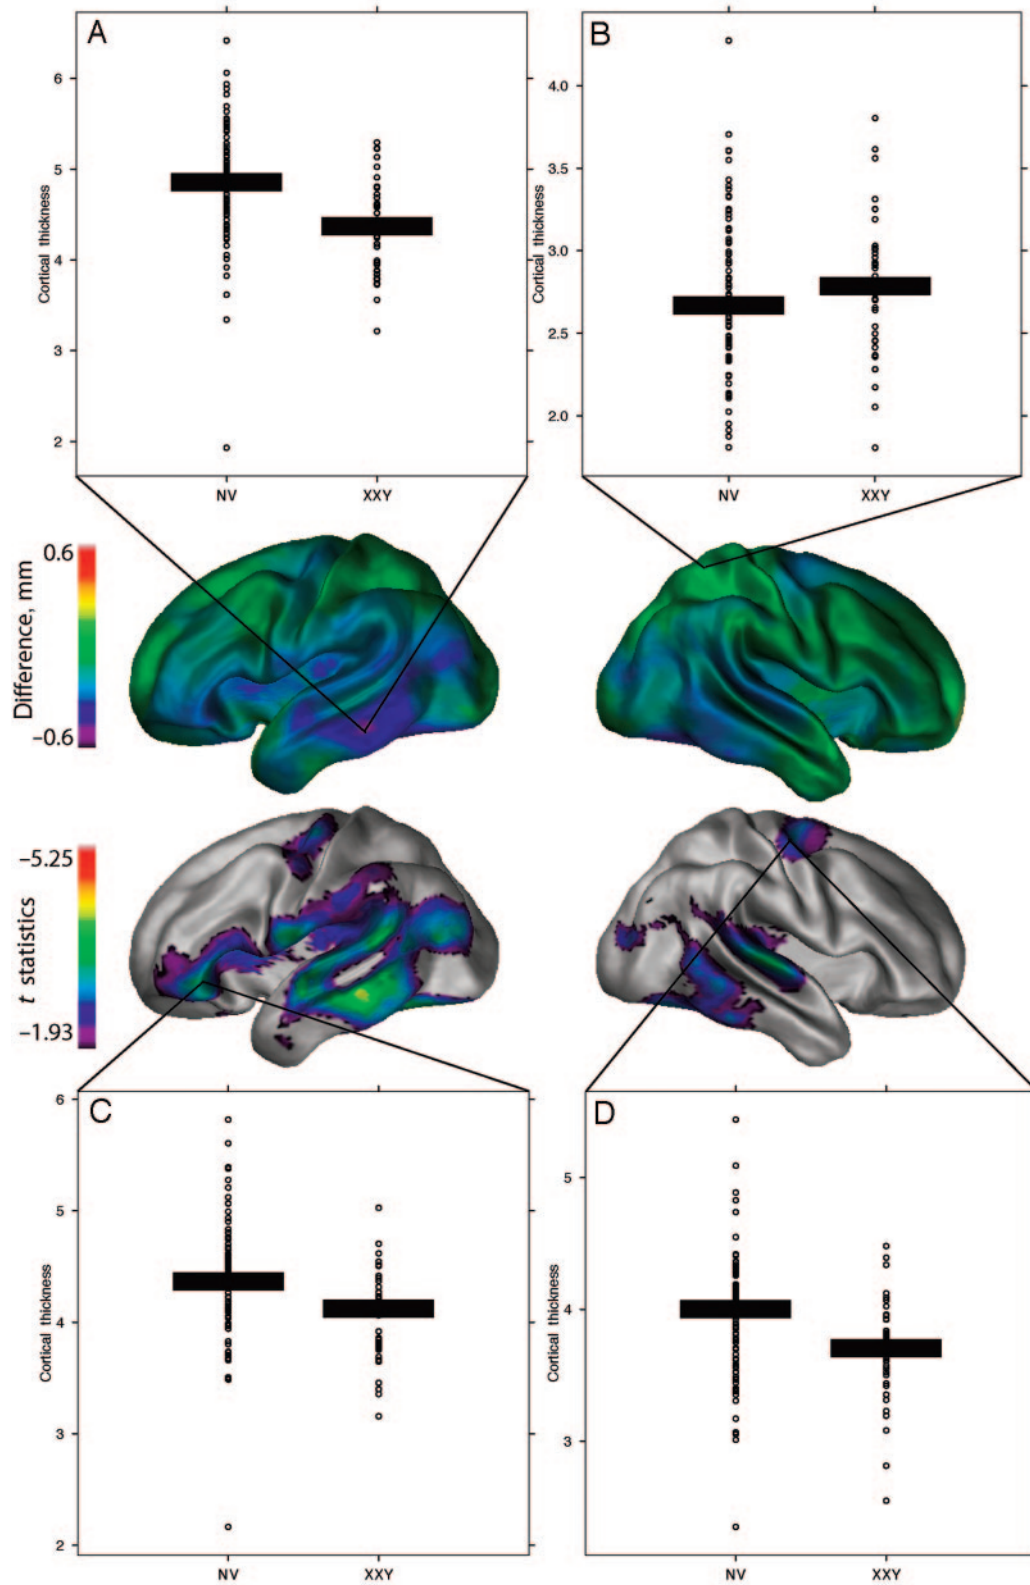 A
B
6
5
4
3
2
Cortical thickness
NV
XXY
4.0
3.5
3.0
2.5
2.0
Cortical thickness
NV
XXY
0.6
Difference, mm
−0.6
−5.25
t statistics
−1.93
C
D
6
5
4
3
2
Cortical thickness
NV
XXY
5
4
3
Cortical thickness
NV
XXY